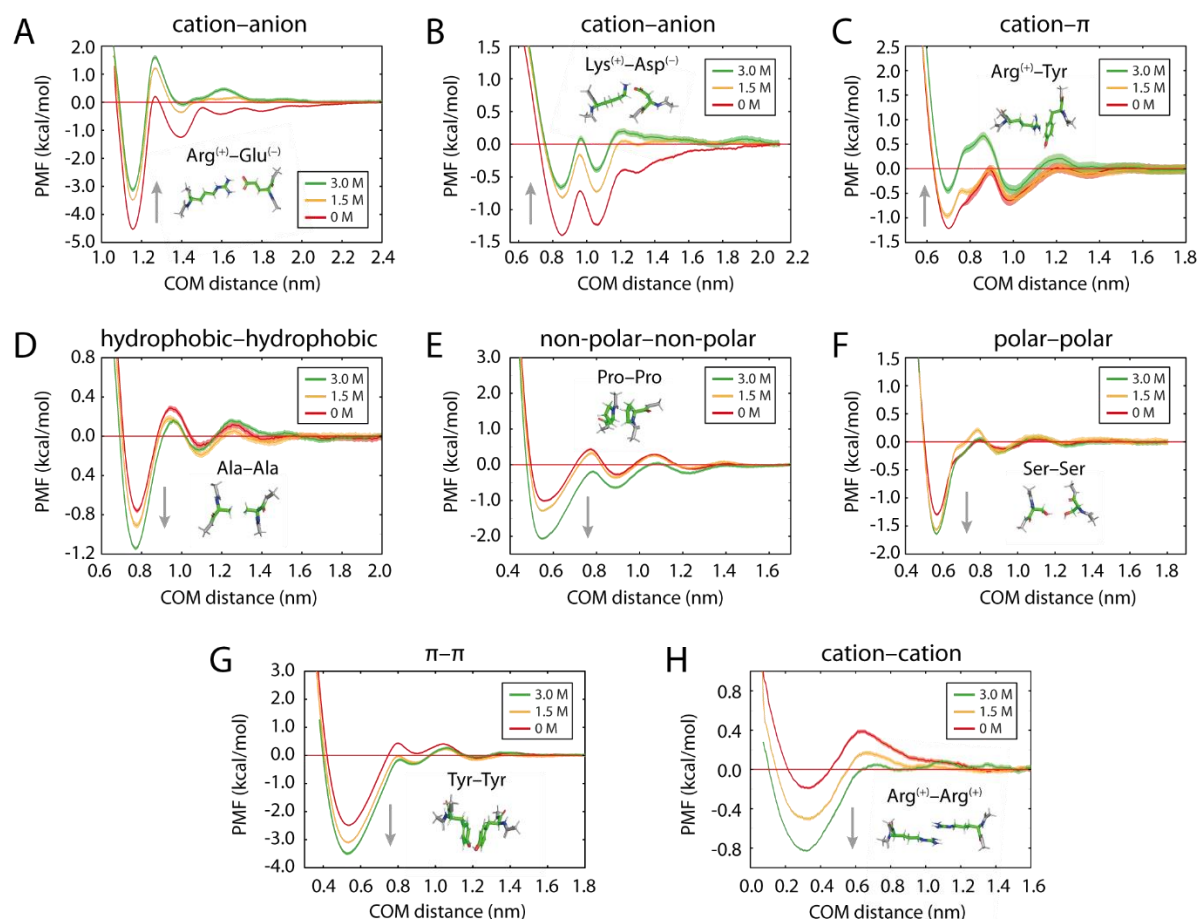 A
cation–anion
PMF (kcal/mol)
2.0
1.0
0.0
-1.0
-2.0
-3.0
-4.0
-5.0
Arg(+)–Glu(−)
3.0 M
1.5 M
0 M
1.0 1.2 1.4 1.6 1.8 2.0 2.2 2.4
COM distance (nm)
B
cation–anion
PMF (kcal/mol)
1.5
1.0
0.5
0.0
-0.5
-1.0
-1.5
Lys(+)–Asp(−)
3.0 M
1.5 M
0 M
0.6 0.8 1.0 1.2 1.4 1.6 1.8 2.0 2.2
COM distance (nm)
C
cation–π
PMF (kcal/mol)
2.5
2.0
1.5
1.0
0.5
0.0
-0.5
-1.0
-1.5
Arg(+)–Tyr
3.0 M
1.5 M
0 M
0.6 0.8 1.0 1.2 1.4 1.6 1.8
COM distance (nm)
D
hydrophobic–hydrophobic
PMF (kcal/mol)
0.8
0.4
0.0
0.4
0.8
-1.2
3.0 M
1.5 M
0 M
Ala–Ala
0.6 0.8 1.0 1.2 1.4 1.6 1.8 2.0
COM distance (nm)
E
non-polar–non-polar
PMF (kcal/mol)
3.0
2.0
1.0
0.0
-1.0
-2.0
Pro–Pro
3.0 M
1.5 M
0 M
0.4 0.6 0.8 1.0 1.2 1.4 1.6
COM distance (nm)
F
polar–polar
PMF (kcal/mol)
1.5
1.0
0.5
0.0
-0.5
-1.0
-1.5
-2.0
3.0 M
1.5 M
0 M
Ser–Ser
0.4 0.6 0.8 1.0 1.2 1.4 1.6 1.8
COM distance (nm)
G
π–π
PMF (kcal/mol)
3.0
2.0
1.0
0.0
-1.0
-2.0
-3.0
-4.0
3.0 M
1.5 M
0 M
Tyr–Tyr
0.4 0.6 0.8 1.0 1.2 1.4 1.6 1.8
COM distance (nm)
H
cation–cation
PMF (kcal/mol)
0.8
0.4
0.0
-0.4
-0.8
3.0 M
1.5 M
0 M
Arg(+)–Arg(+)
0.0 0.2 0.4 0.6 0.8 1.0 1.2 1.4 1.6
COM distance (nm)